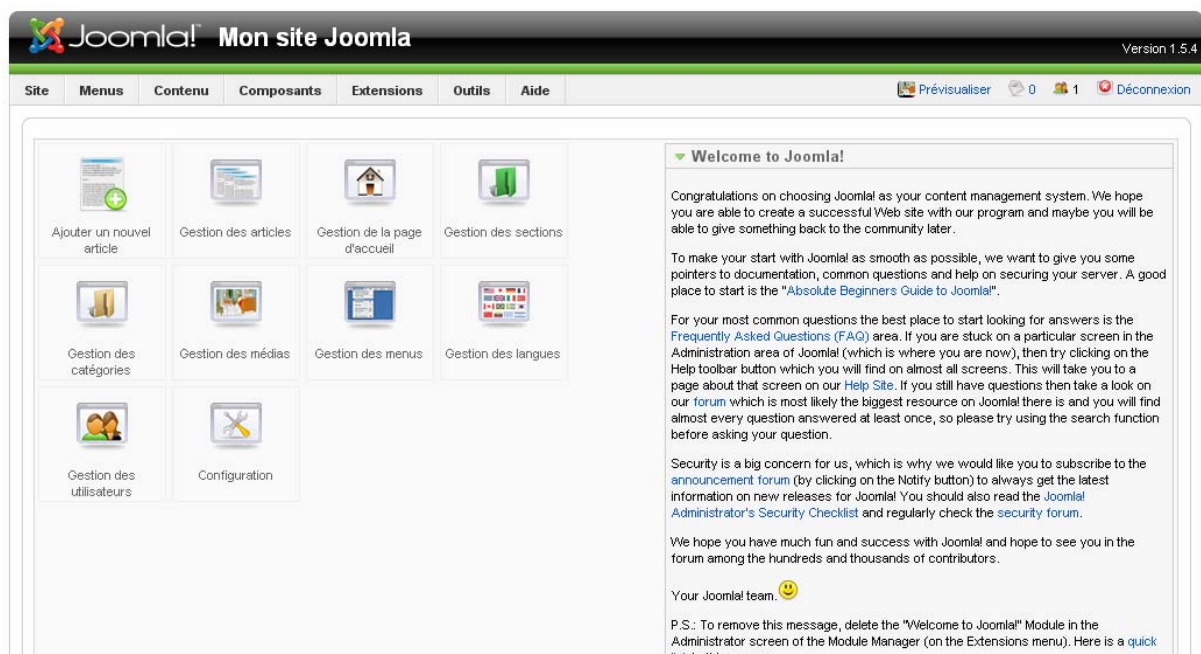 Joomla!™ Mon site Joomla
Version 1.5.4
Site Menus Contenu Composants Extensions Outils Aide
Prévisualiser 0 1 Déconnexion
Ajouter un nouvel
article
Gestion des articles
Gestion de la page
d'accueil
Gestion des sections
Gestion des
catégories
Gestion des médias
Gestion des menus
Gestion des langues
Gestion des
utilisateurs
Configuration
Welcome to Joomla!
Congratulations on choosing Joomla! as your content management system. We hope
you are able to create a successful Web site with our program and maybe you will be
able to give something back to the community later.
To make your start with Joomla! as smooth as possible, we want to give you some
pointers to documentation, common questions and help on securing your server. A good
place to start is the "Absolute Beginners Guide to Joomla!".
For your most common questions the best place to start looking for answers is the
Frequently Asked Questions (FAQ) area. If you are stuck on a particular screen in the
Administration area of Joomla! (which is where you are now), then try clicking on the
Help toolbar button which you will find on almost all screens. This will take you to a
page about that screen on our Help Site. If you still have questions then take a look on
our forum which is most likely the biggest resource on Joomla! there is and you will find
almost every question answered at least once, so please try using the search function
before asking your question.
Security is a big concern for us, which is why we would like you to subscribe to the
announcement forum (by clicking on the Notify button) to always get the latest
information on new releases for Joomla! You should also read the Joomla!
Administrator's Security Checklist and regularly check the security forum.
We hope you have much fun and success with Joomla! and hope to see you in the
forum among the hundreds and thousands of contributors.
Your Joomla! team.
P.S.: To remove this message, delete the "Welcome to Joomla!" Module in the
Administrator screen of the Module Manager (on the Extensions menu). Here is a quick